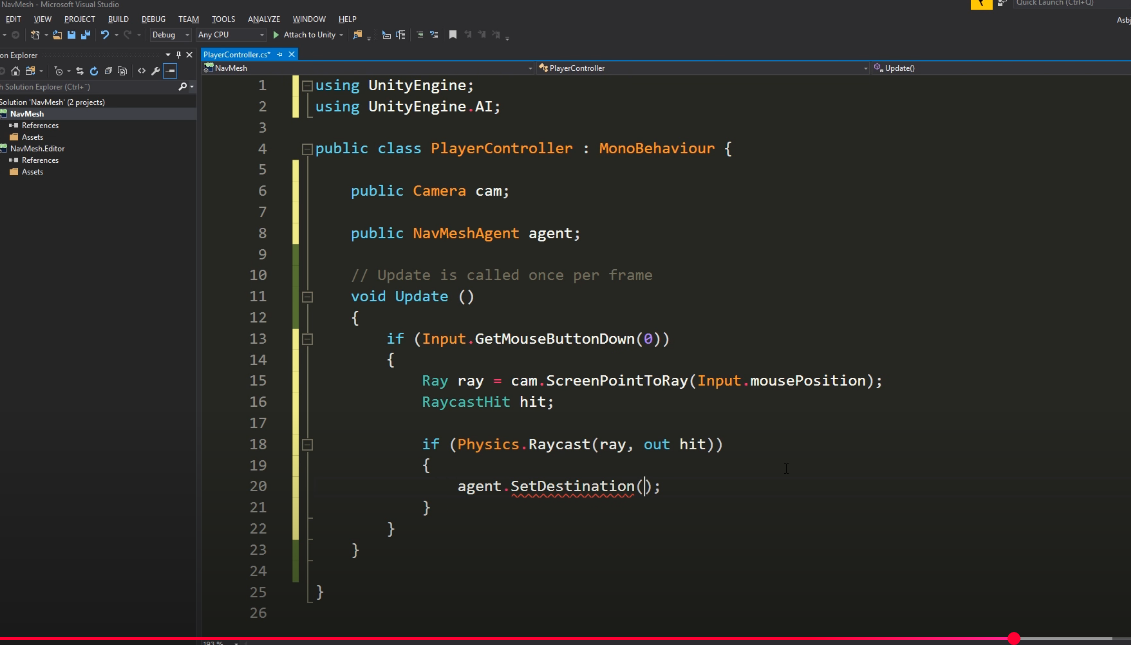 NavMesh - Microsoft Visual Studio
Quick Launch (Ctrl+Q)
EDIT VIEW PROJECT BUILD DEBUG TEAM TOOLS ANALYZE WINDOW HELP
Asbj
Debug Any CPU Attach to Unity
on Explorer
PlayerController.cs*
NavMesh PlayerController Update()
h Solution Explorer (Ctrl+¨)
Solution 'NavMesh' (2 projects)
NavMesh
References
Assets
NavMesh.Editor
References
Assets
1 using UnityEngine;
2 using UnityEngine.AI;
3
4 public class PlayerController : MonoBehaviour {
5
6 public Camera cam;
7
8 public NavMeshAgent agent;
9
10 // Update is called once per frame
11 void Update ()
12 {
13 if (Input.GetMouseButtonDown(0))
14 {
15 Ray ray = cam.ScreenPointToRay(Input.mousePosition);
16 RaycastHit hit;
17
18 if (Physics.Raycast(ray, out hit))
19 {
20 agent.SetDestination();
21 }
22 }
23 }
24
25 }
26